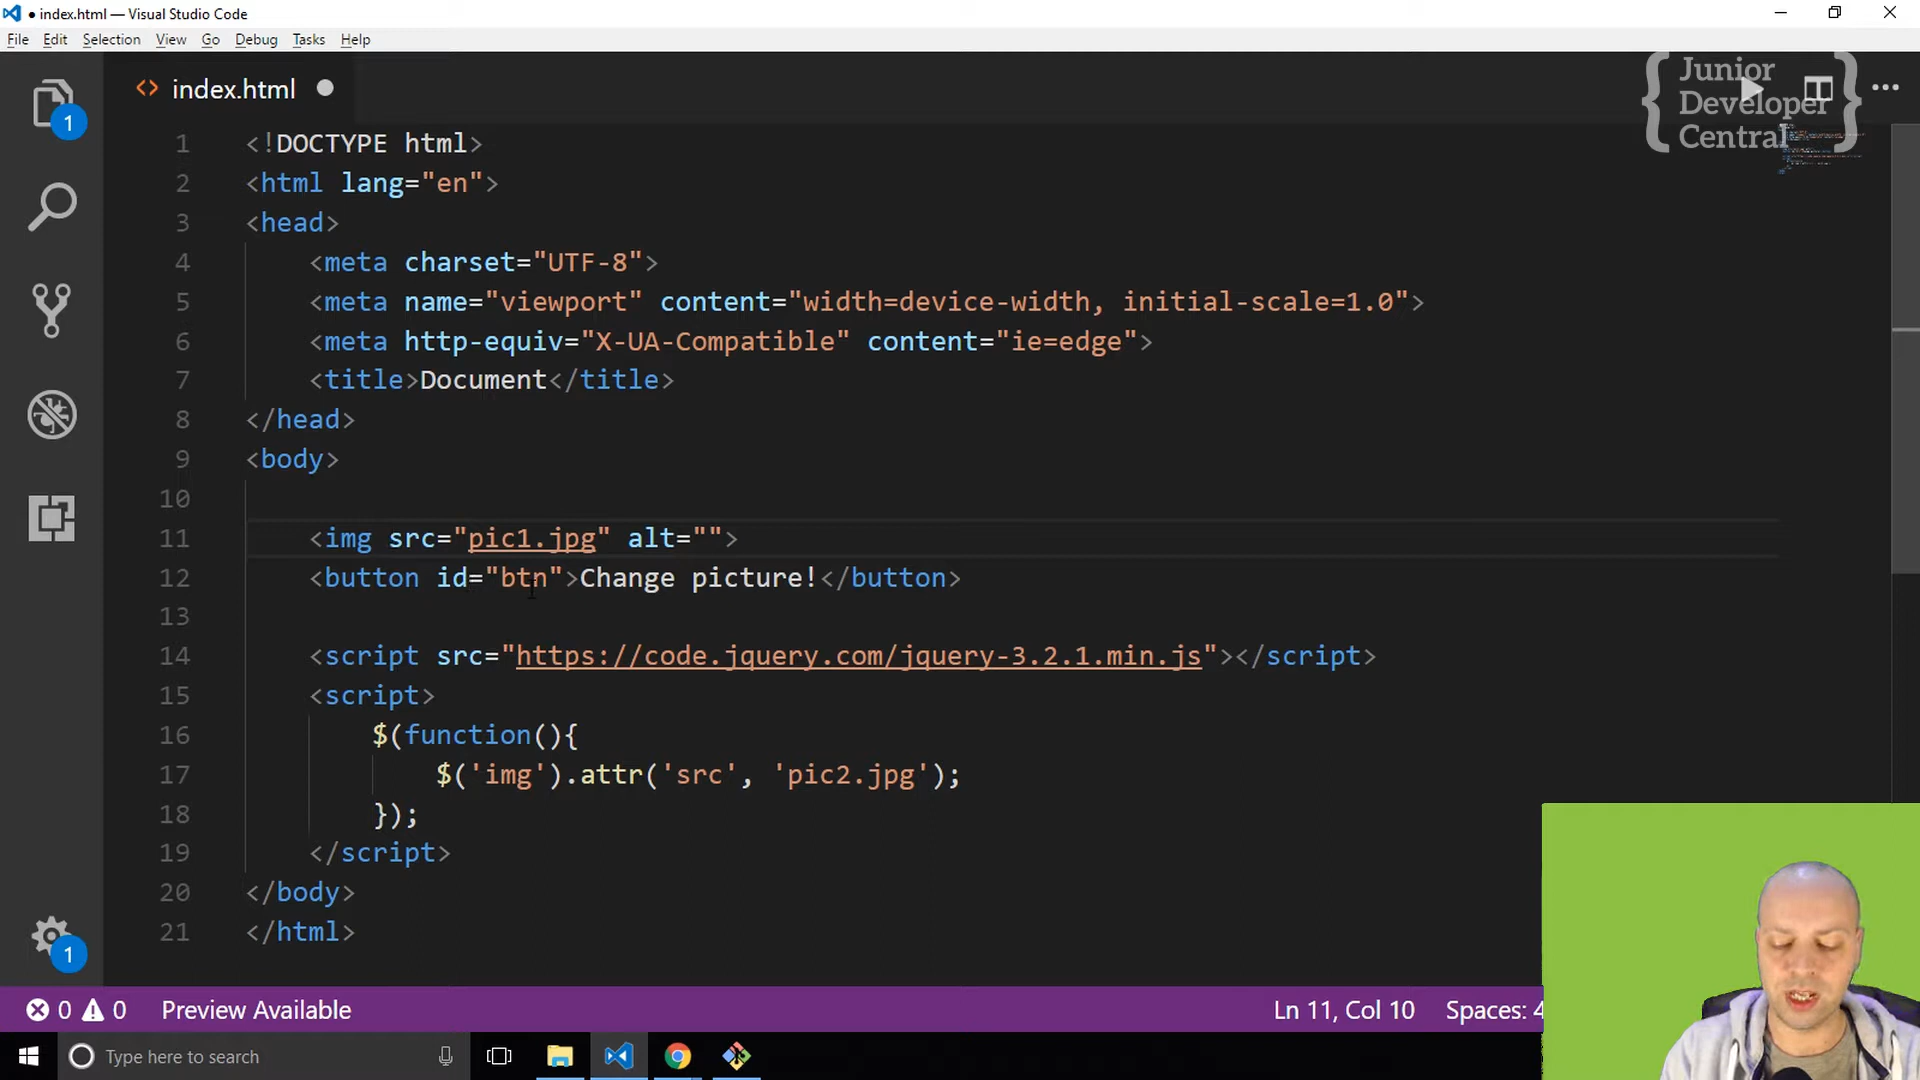 ● index.html — Visual Studio Code
File Edit Selection View Go Debug Tasks Help
<> index.html
{ Junior
Developer
Central }
1
1 <!DOCTYPE html>
2 <html lang="en">
3 <head>
4     <meta charset="UTF-8">
5     <meta name="viewport" content="width=device-width, initial-scale=1.0">
6     <meta http-equiv="X-UA-Compatible" content="ie=edge">
7     <title>Document</title>
8 </head>
9 <body>
10
11     <img src="pic1.jpg" alt="">
12     <button id="btn">Change picture!</button>
13
14     <script src="https://code.jquery.com/jquery-3.2.1.min.js"></script>
15     <script>
16         $(function(){
17             $('img').attr('src', 'pic2.jpg');
18         });
19     </script>
20 </body>
21 </html>
1
0 0 Preview Available Ln 11, Col 10 Spaces: 4
Type here to search